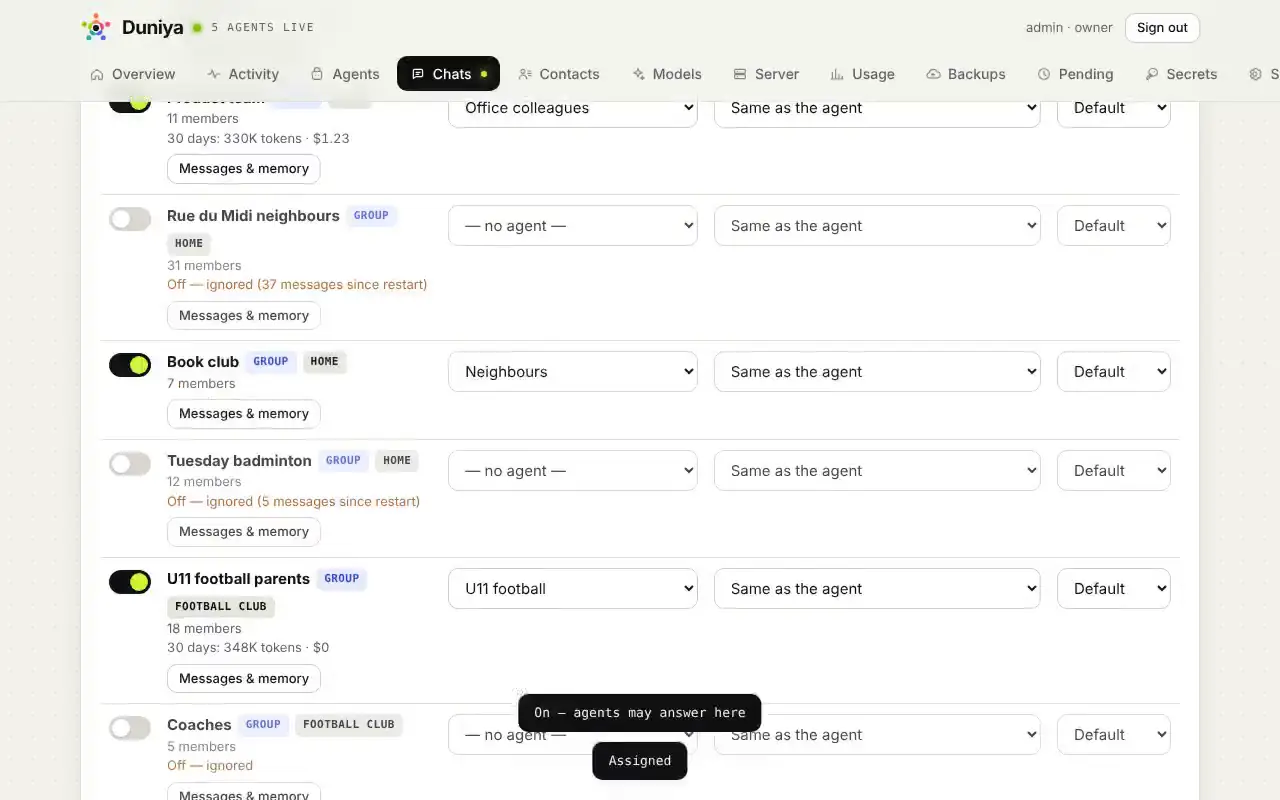 Duniya 5 AGENTS LIVE admin · owner Sign out
Overview Activity Agents Chats Contacts Models Server Usage Backups Pending Secrets S
Product team Office colleagues Same as the agent Default
11 members
30 days: 330K tokens · $1.23
Messages & memory
Rue du Midi neighbours GROUP — no agent — Same as the agent Default
HOME
31 members
Off — ignored (37 messages since restart)
Messages & memory
Book club GROUP HOME Neighbours Same as the agent Default
7 members
Messages & memory
Tuesday badminton GROUP HOME — no agent — Same as the agent Default
12 members
Off — ignored (5 messages since restart)
Messages & memory
U11 football parents GROUP U11 football Same as the agent Default
FOOTBALL CLUB
18 members
30 days: 348K tokens · $0
Messages & memory
On — agents may answer here
Coaches GROUP FOOTBALL CLUB — no agent — Same as the agent Default
5 members
Assigned
Off — ignored
Messages & memory